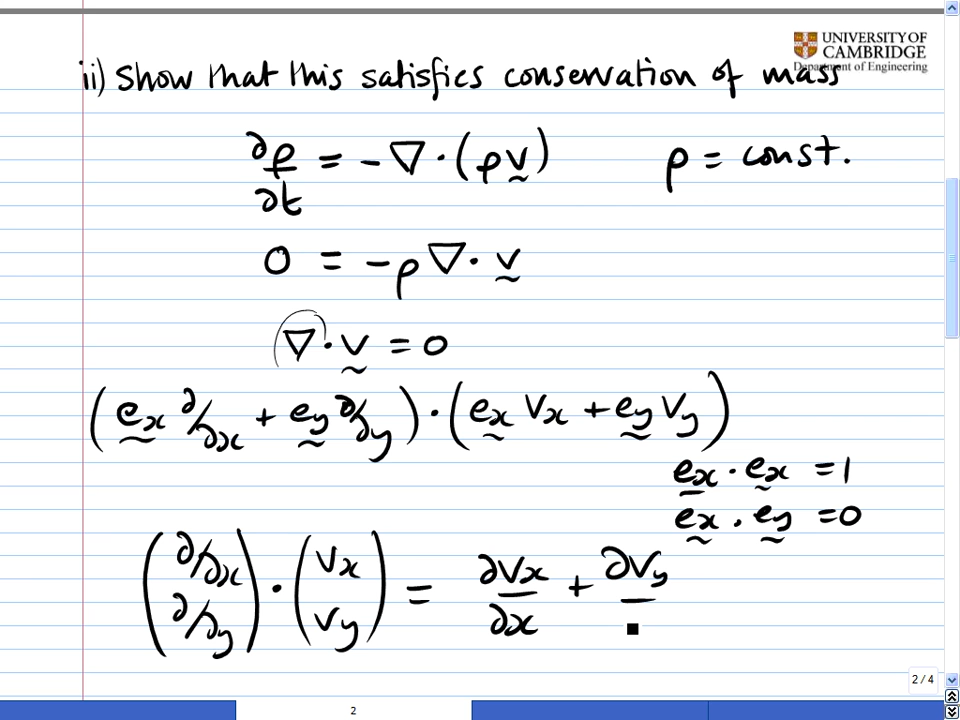 UNIVERSITY OF
CAMBRIDGE
Department of Engineering
ii) Show that this satisfies conservation of mass
∂ρ/∂t = -∇·(ρv) ρ = const.
0 = -ρ∇·v
∇·v = 0
(ex ∂/∂x + ey ∂/∂y)·(ex vx + ey vy)
ex · ex = 1
ex · ey = 0
(∂/∂x ∂/∂y)·(vx vy) = ∂vx/∂x + ∂vy/
2 / 4
2